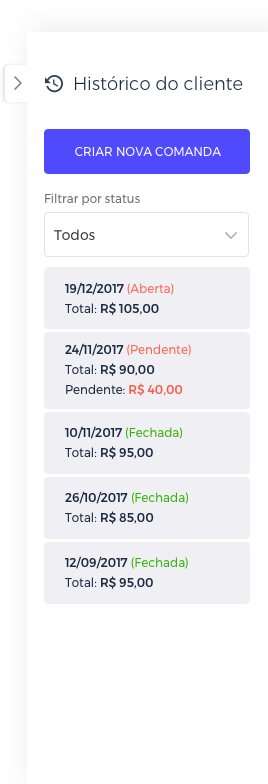 Histórico do cliente
CRIAR NOVA COMANDA
Filtrar por status
Todos
19/12/2017 (Aberta)
Total: R$ 105,00
24/11/2017 (Pendente)
Total: R$ 90,00
Pendente: R$ 40,00
10/11/2017 (Fechada)
Total: R$ 95,00
26/10/2017 (Fechada)
Total: R$ 85,00
12/09/2017 (Fechada)
Total: R$ 95,00